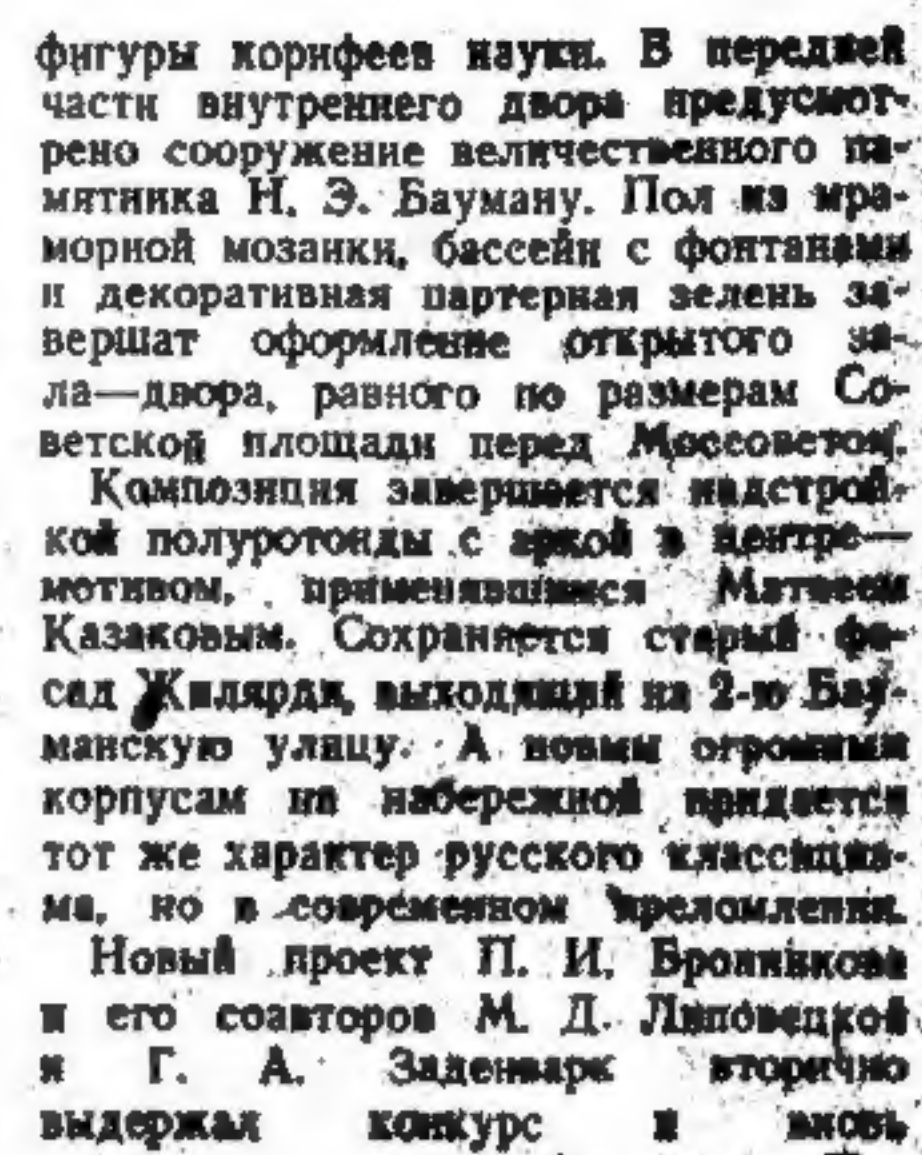 фигуры корифеев науки. В передней
части внутреннего двора предусмот-
рено сооружение величественного па-
мятника Н. Э. Бауману. Пол из мра-
морной мозаики, бассейн с фонтанами
и декоративная партерная зелень за-
вершат оформление открытого за-
ла—двора, равного по размерам Со-
ветской площади перед Моссоветом.
Композиция завершается надстрой-
кой полуротонды с аркой в центре—
мотивом, применявшимся Матвеем
Казаковым. Сохраняется старый фа-
сад Жилярди, выходящий на 2-ю Бау-
манскую улицу. А новым огромным
корпусам на набережной придается
тот же характер русского классициз-
ма, но в современном преломлении.
Новый проект П. И. Бронникова
и его соавторов М. Д. Липовецкой
и Г. А. Заденварк вторично
выдержал конкурс и вновь